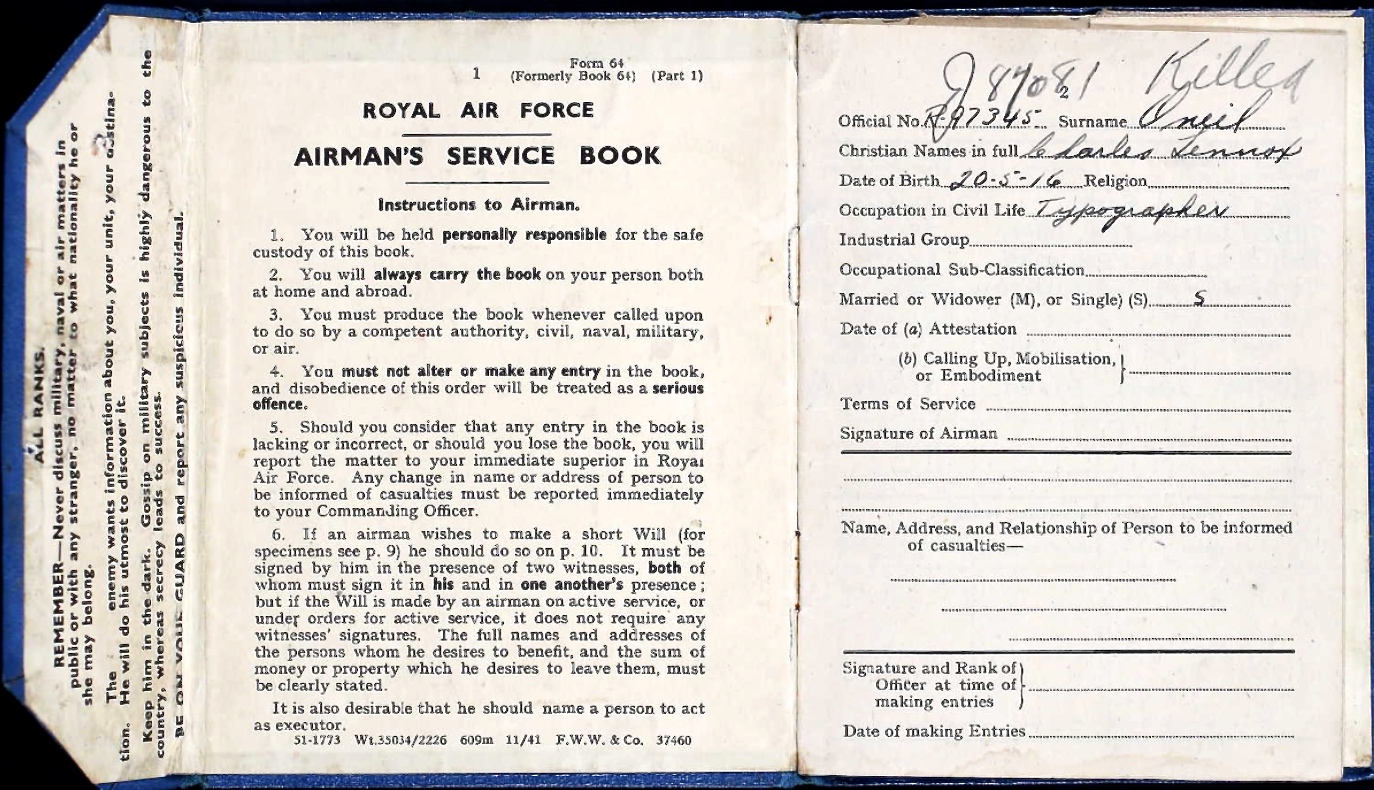 ALL RANKS.
REMEMBER—Never discuss military, naval or air matters in
public or with any stranger, no matter to what nationality he or
she may belong.
The enemy wants information about you, your unit, your destina-
tion. He will do his utmost to discover it.
Keep him in the dark. Gossip on military subjects is highly dangerous to the
country, whereas secrecy leads to success.
BE ON YOUR GUARD and report any suspicious individual.
1
Form 64
(Formerly Book 64) (Part 1)
ROYAL AIR FORCE
AIRMAN'S SERVICE BOOK
Instructions to Airman.
1. You will be held personally responsible for the safe
custody of this book.
2. You will always carry the book on your person both
at home and abroad.
3. You must produce the book whenever called upon
to do so by a competent authority, civil, naval, military,
or air.
4. You must not alter or make any entry in the book,
and disobedience of this order will be treated as a serious
offence.
5. Should you consider that any entry in the book is
lacking or incorrect, or should you lose the book, you will
report the matter to your immediate superior in Royal
Air Force. Any change in name or address of person to
be informed of casualties must be reported immediately
to your Commanding Officer.
6. If an airman wishes to make a short Will (for
specimens see p. 9) he should do so on p. 10. It must be
signed by him in the presence of two witnesses, both of
whom must sign it in his and in one another's presence;
but if the Will is made by an airman on active service, or
under orders for active service, it does not require any
witnesses' signatures. The full names and addresses of
the persons whom he desires to benefit, and the sum of
money or property which he desires to leave them, must
be clearly stated.
It is also desirable that he should name a person to act
as executor.
51-1773 Wt.35034/2226 609m 11/41 F.W.W. & Co. 37460
Killed
Official No. R-97345 Surname Oneil
Christian Names in full Charles Lennox
Date of Birth 20-5-16 Religion
Occupation in Civil Life Typographer
Industrial Group
Occupational Sub-Classification
Married or Widower (M), or Single) (S) S
Date of (a) Attestation
(b) Calling Up, Mobilisation,
or Embodiment
Terms of Service
Signature of Airman
Name, Address, and Relationship of Person to be informed
of casualties—
Signature and Rank of
Officer at time of
making entries
Date of making Entries